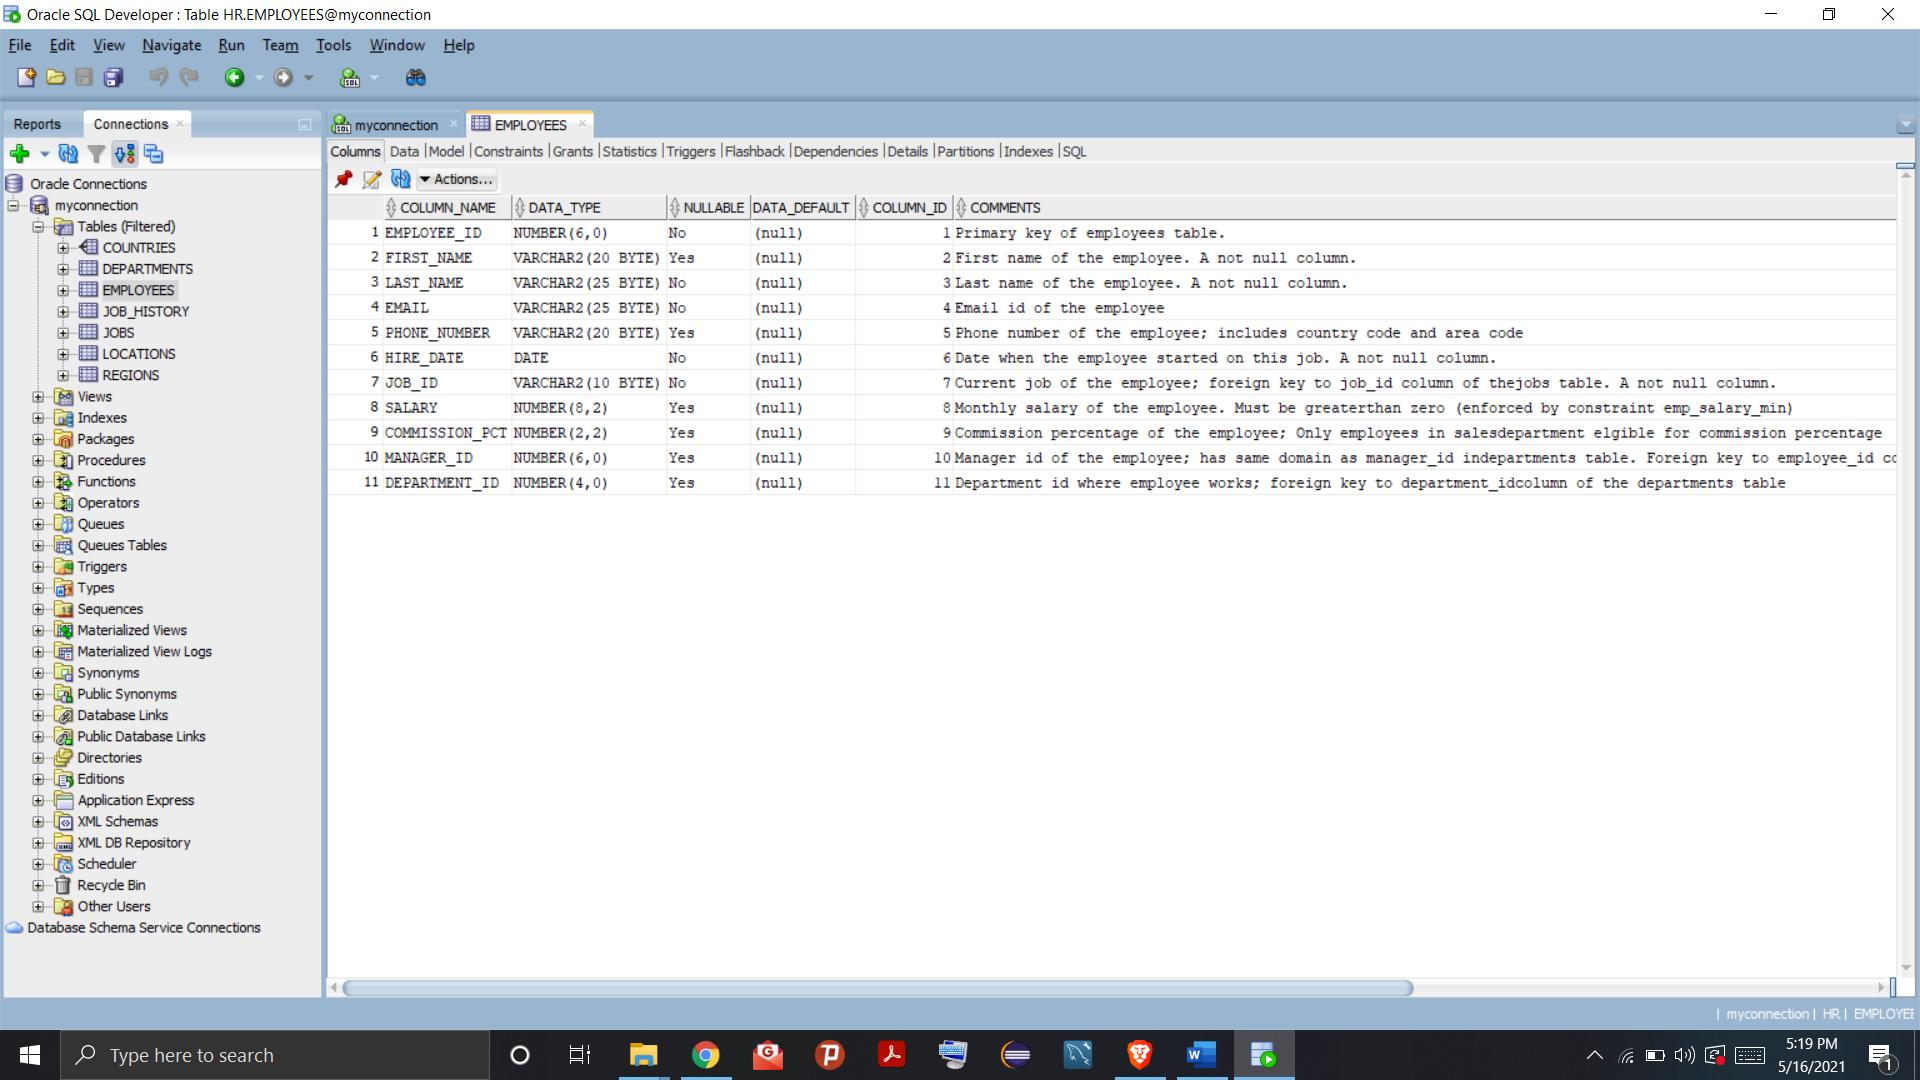 Oracle SQL Developer : Table HR.EMPLOYEES@myconnection
File Edit View Navigate Run Team Tools Window Help
Reports Connections
myconnection EMPLOYEES
Columns Data Model Constraints Grants Statistics Triggers Flashback Dependencies Details Partitions Indexes SQL
Actions...
Oracle Connections
myconnection
Tables (Filtered)
COUNTRIES
DEPARTMENTS
EMPLOYEES
JOB_HISTORY
JOBS
LOCATIONS
REGIONS
Views
Indexes
Packages
Procedures
Functions
Operators
Queues
Queues Tables
Triggers
Types
Sequences
Materialized Views
Materialized View Logs
Synonyms
Public Synonyms
Database Links
Public Database Links
Directories
Editions
Application Express
XML Schemas
XML DB Repository
Scheduler
Recycle Bin
Other Users
Database Schema Service Connections
COLUMN_NAME DATA_TYPE NULLABLE DATA_DEFAULT COLUMN_ID COMMENTS
1 EMPLOYEE_ID NUMBER(6,0) No (null) 1 Primary key of employees table.
2 FIRST_NAME VARCHAR2(20 BYTE) Yes (null) 2 First name of the employee. A not null column.
3 LAST_NAME VARCHAR2(25 BYTE) No (null) 3 Last name of the employee. A not null column.
4 EMAIL VARCHAR2(25 BYTE) No (null) 4 Email id of the employee
5 PHONE_NUMBER VARCHAR2(20 BYTE) Yes (null) 5 Phone number of the employee; includes country code and area code
6 HIRE_DATE DATE No (null) 6 Date when the employee started on this job. A not null column.
7 JOB_ID VARCHAR2(10 BYTE) No (null) 7 Current job of the employee; foreign key to job_id column of thejobs table. A not null column.
8 SALARY NUMBER(8,2) Yes (null) 8 Monthly salary of the employee. Must be greaterthan zero (enforced by constraint emp_salary_min)
9 COMMISSION_PCT NUMBER(2,2) Yes (null) 9 Commission percentage of the employee; Only employees in salesdepartment elgible for commission percentage
10 MANAGER_ID NUMBER(6,0) Yes (null) 10 Manager id of the employee; has same domain as manager_id indepartments table. Foreign key to employee_id co
11 DEPARTMENT_ID NUMBER(4,0) Yes (null) 11 Department id where employee works; foreign key to department_idcolumn of the departments table
| myconnection | HR | EMPLOYEE
Type here to search
5:19 PM
5/16/2021
1